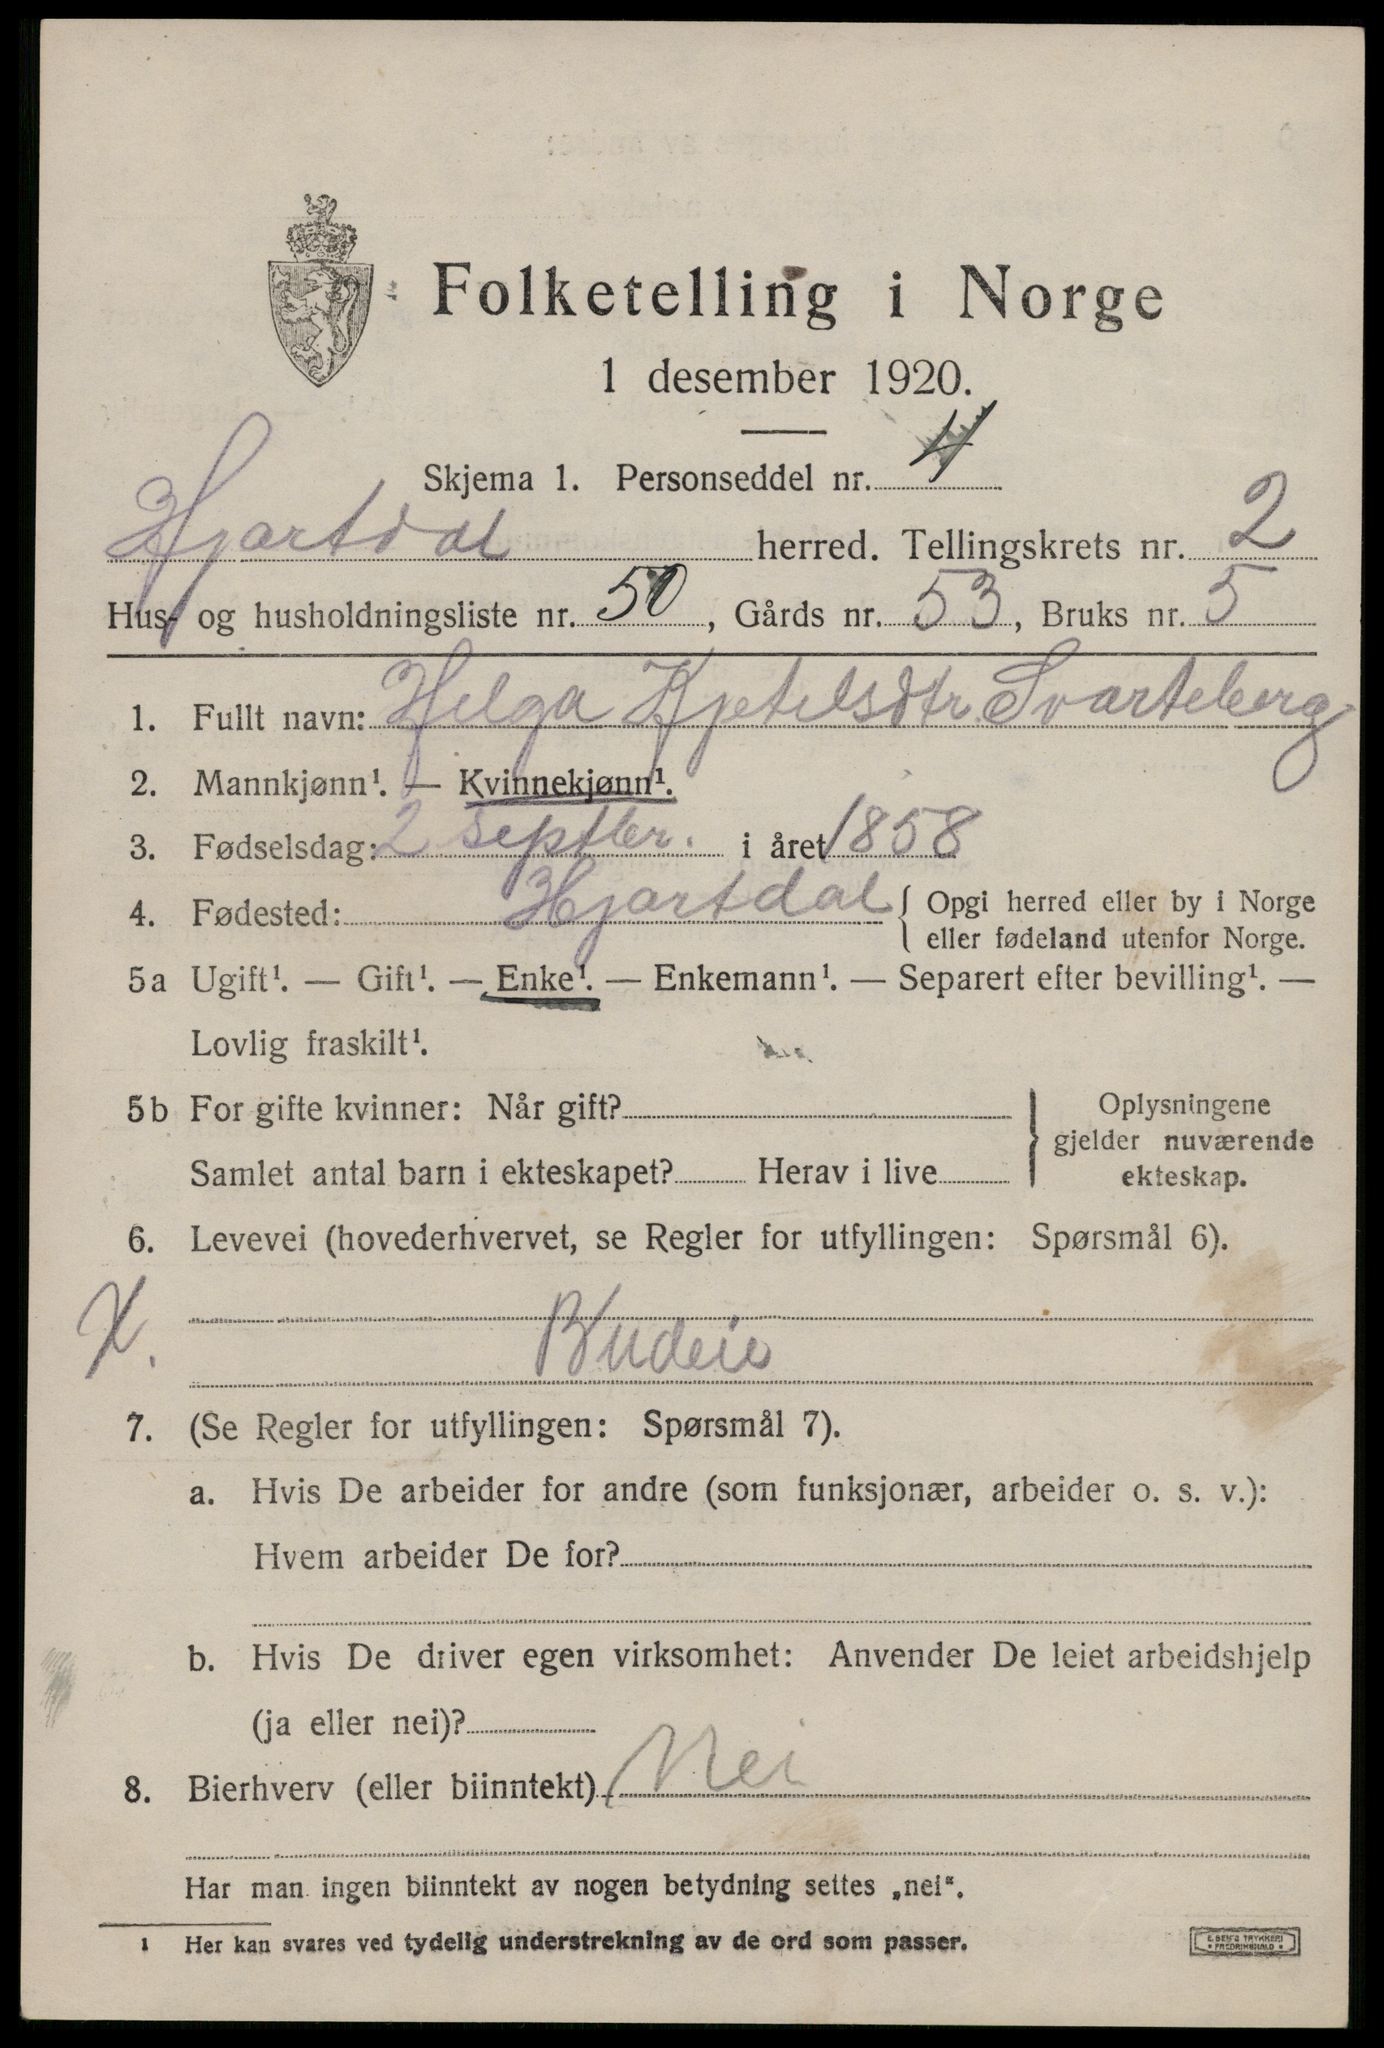 Folketelling i Norge
1 desember 1920.
Skjema 1. Personseddel nr. 4
Hjartdal herred. Tellingskrets nr. 2
Hus- og husholdningsliste nr. 50, Gårds nr. 53, Bruks nr. 5
1. Fullt navn: Helga Kjetelsdtr. Svarteberg
2. Mannkjønn¹. — Kvinnekjønn¹.
3. Fødselsdag: 2 septber. i året 1858
4. Fødested: Hjartdal { Opgi herred eller by i Norge
eller fødeland utenfor Norge.
5a Ugift¹. — Gift¹. — Enke¹. — Enkemann¹. — Separert efter bevilling¹. —
Lovlig fraskilt¹.
5b For gifte kvinner: Når gift? } Oplysningene
gjelder nuværende
Samlet antal barn i ekteskapet? Herav i live ekteskap.
6. Levevei (hovederhvervet, se Regler for utfyllingen: Spørsmål 6).
X. Budeie
7. (Se Regler for utfyllingen: Spørsmål 7).
a. Hvis De arbeider for andre (som funksjonær, arbeider o. s. v.):
Hvem arbeider De for?
b. Hvis De driver egen virksomhet: Anvender De leiet arbeidshjelp
(ja eller nei)?
8. Bierhverv (eller biinntekt) Nei
Har man ingen biinntekt av nogen betydning settes „nei".
1 Her kan svares ved tydelig understrekning av de ord som passer.
E. SEM'S TRYKKERI
FREDRIKSHALD